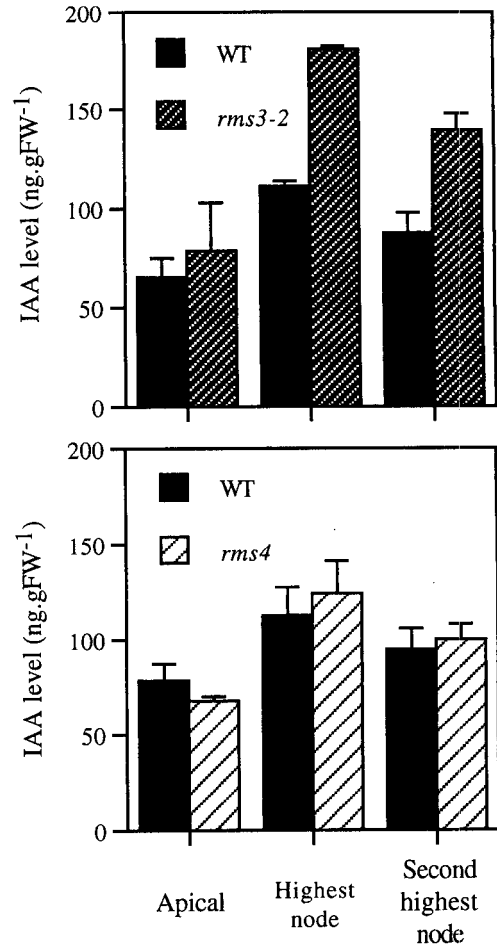 200
150
100
50
0
IAA level (ng.gFW⁻¹)
WT
rms3-2
200
150
100
50
0
IAA level (ng.gFW⁻¹)
WT
rms4
Apical
Highest
node
Second
highest
node